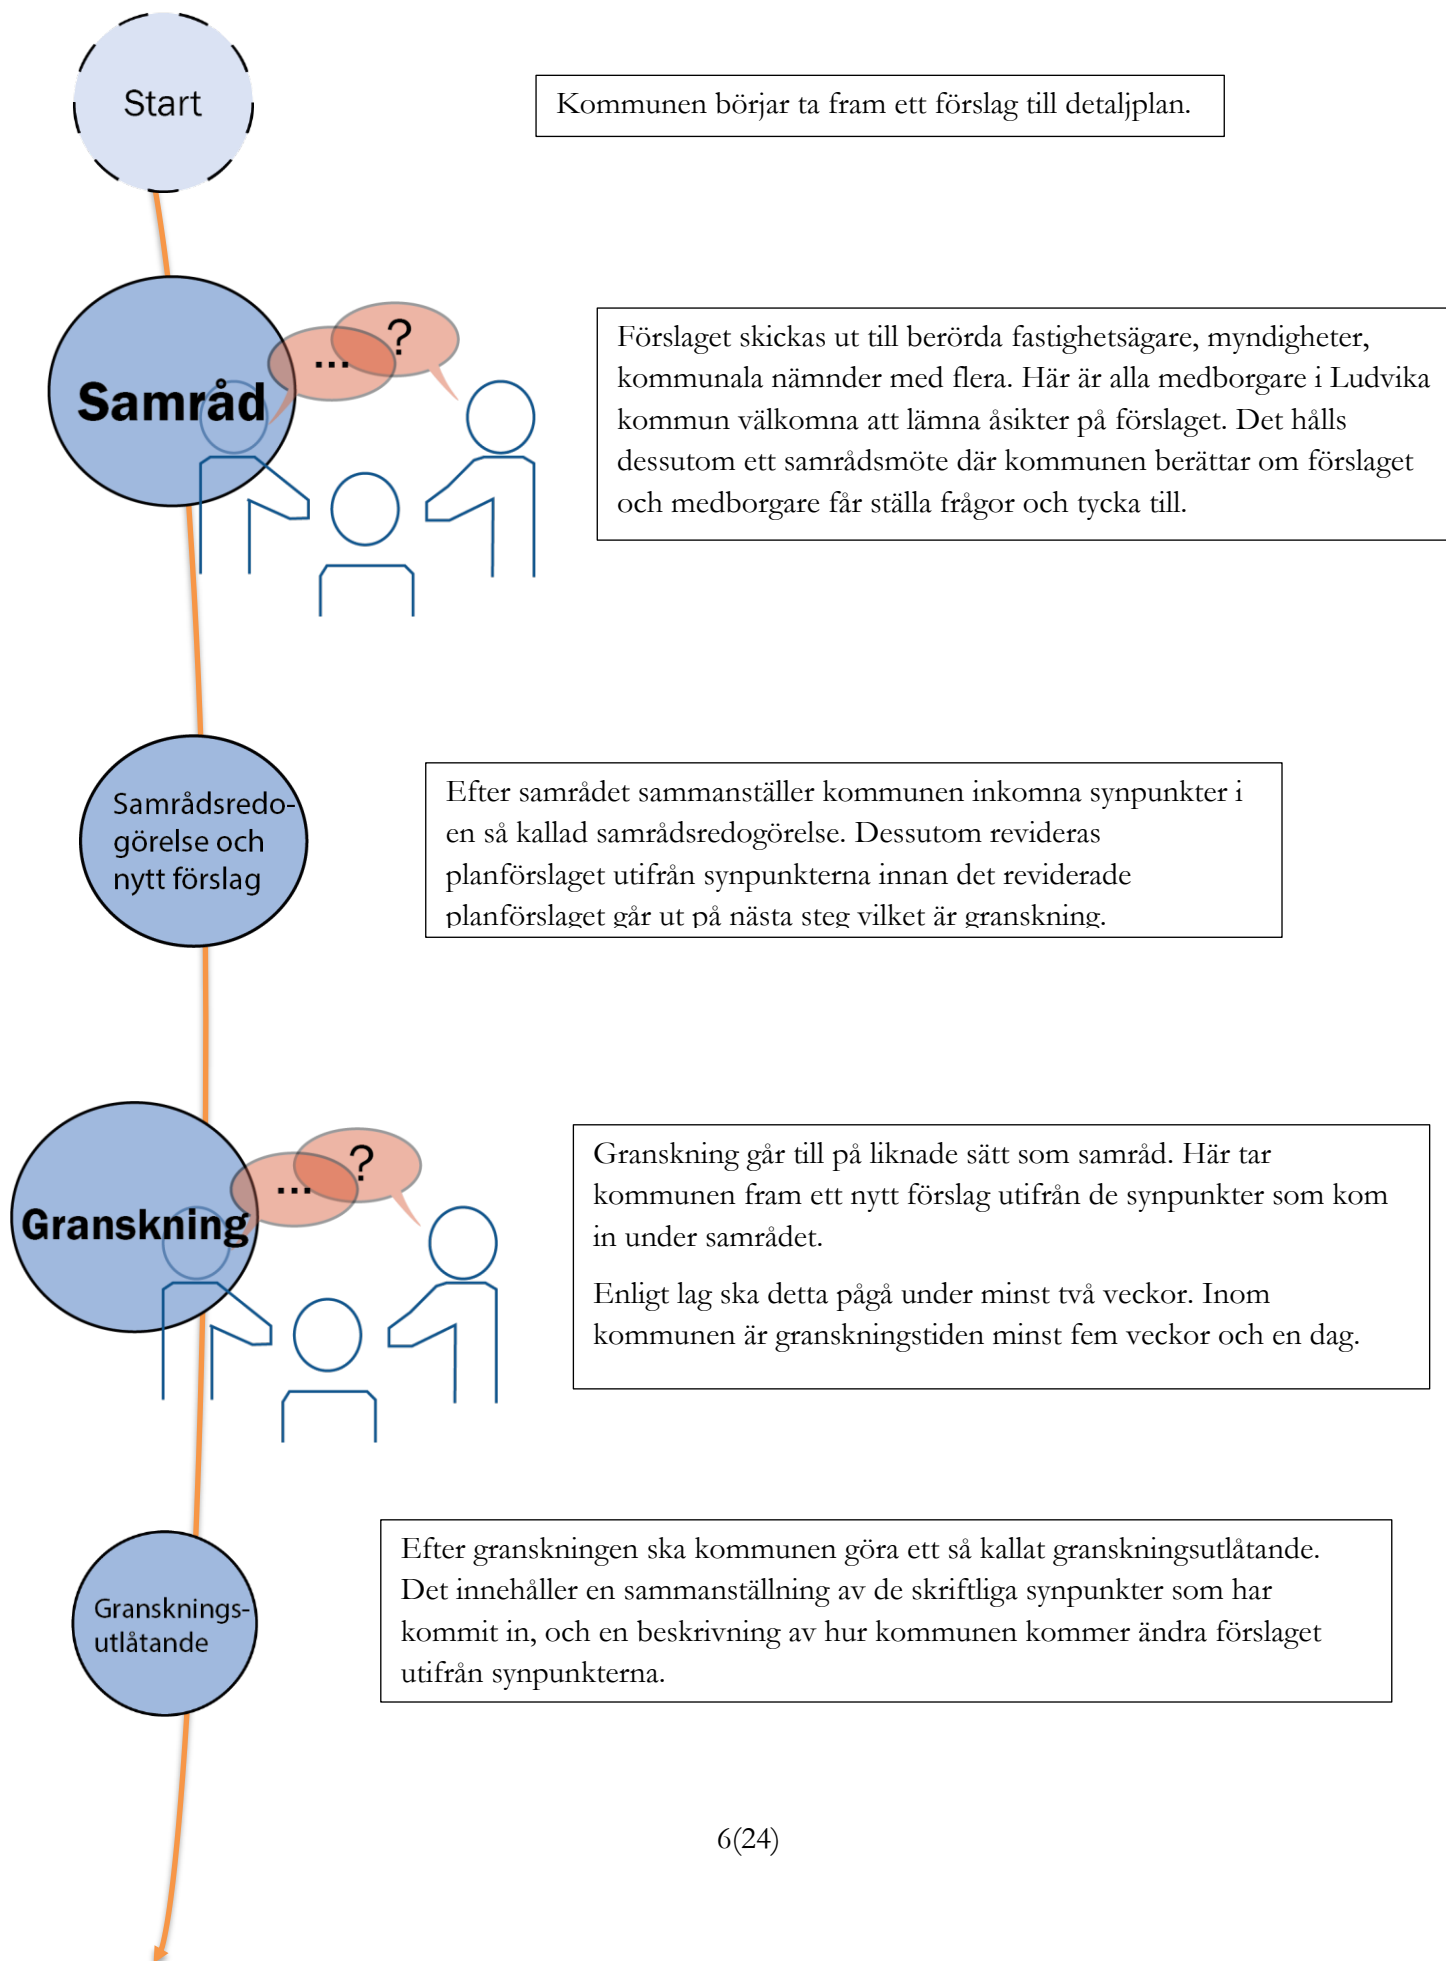 Start
Kommunen börjar ta fram ett förslag till detaljplan.
... ?
Samråd
Förslaget skickas ut till berörda fastighetsägare, myndigheter,
kommunala nämnder med flera. Här är alla medborgare i Ludvika
kommun välkomna att lämna åsikter på förslaget. Det hålls
dessutom ett samrådsmöte där kommunen berättar om förslaget
och medborgare får ställa frågor och tycka till.
Samrådsredo-
görelse och
nytt förslag
Efter samrådet sammanställer kommunen inkomna synpunkter i
en så kallad samrådsredogörelse. Dessutom revideras
planförslaget utifrån synpunkterna innan det reviderade
planförslaget går ut på nästa steg vilket är granskning.
... ?
Granskning
Granskning går till på liknade sätt som samråd. Här tar
kommunen fram ett nytt förslag utifrån de synpunkter som kom
in under samrådet.
Enligt lag ska detta pågå under minst två veckor. Inom
kommunen är granskningstiden minst fem veckor och en dag.
Gransknings-
utlåtande
Efter granskningen ska kommunen göra ett så kallat granskningsutlåtande.
Det innehåller en sammanställning av de skriftliga synpunkter som har
kommit in, och en beskrivning av hur kommunen kommer ändra förslaget
utifrån synpunkterna.
6(24)